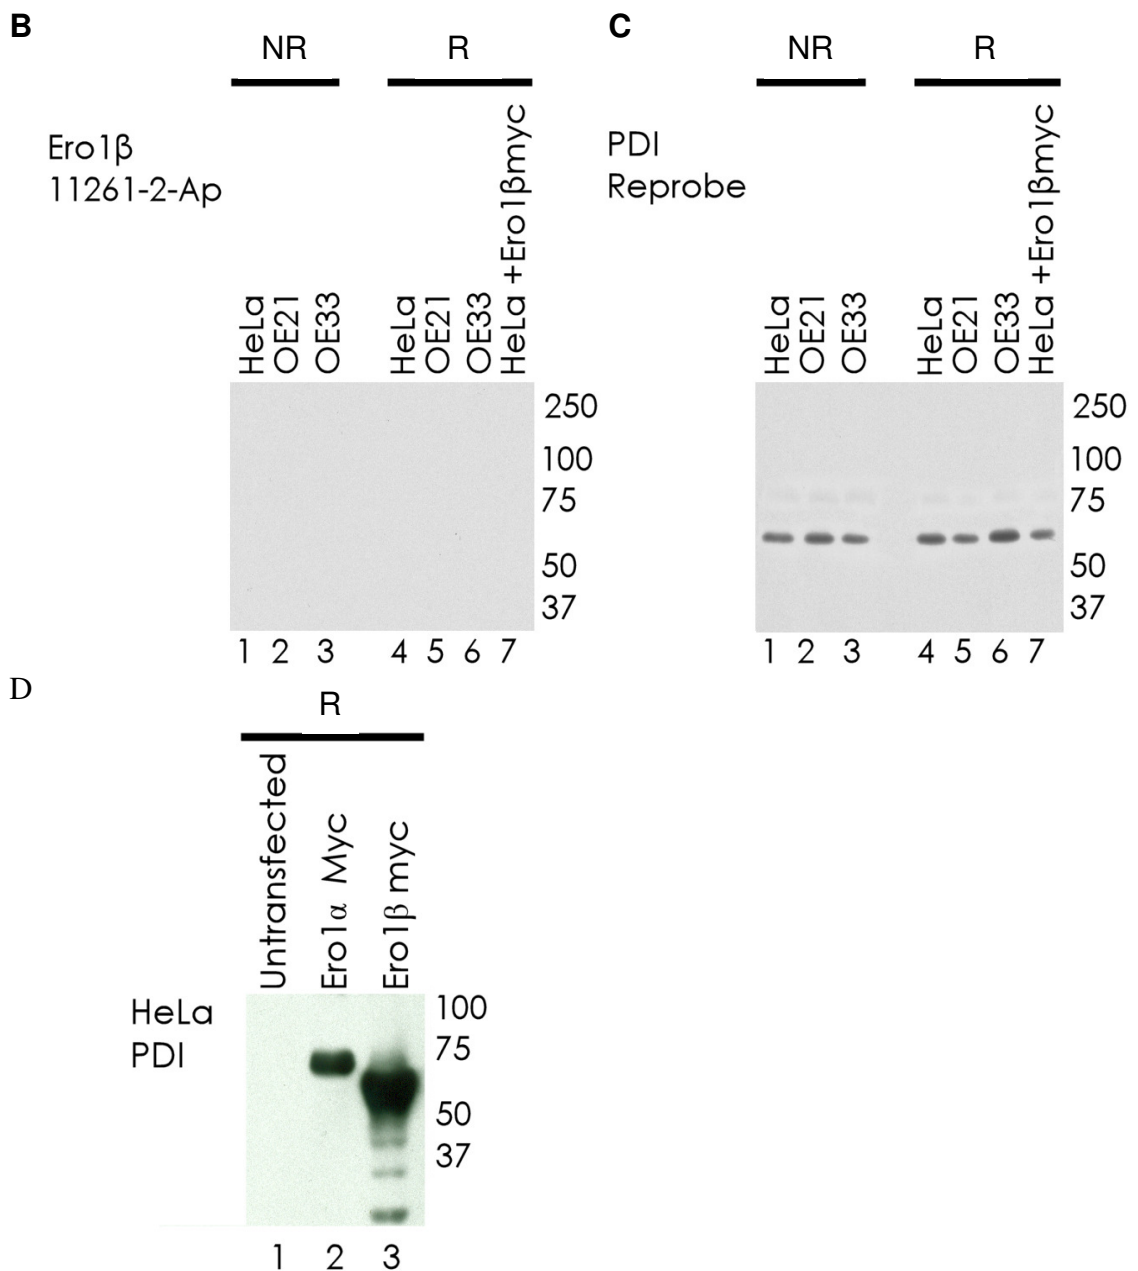 B
NR
R
Ero1β
11261-2-Ap
HeLa
OE21
OE33
HeLa
OE21
OE33
HeLa +Ero1βmyc
250
100
75
50
37
1 2 3 4 5 6 7
C
NR
R
PDI
Reprobe
HeLa
OE21
OE33
HeLa
OE21
OE33
HeLa +Ero1βmyc
250
100
75
50
37
1 2 3 4 5 6 7
D
R
Untransfected
Ero1α Myc
Ero1β myc
HeLa
PDI
100
75
50
37
1 2 3